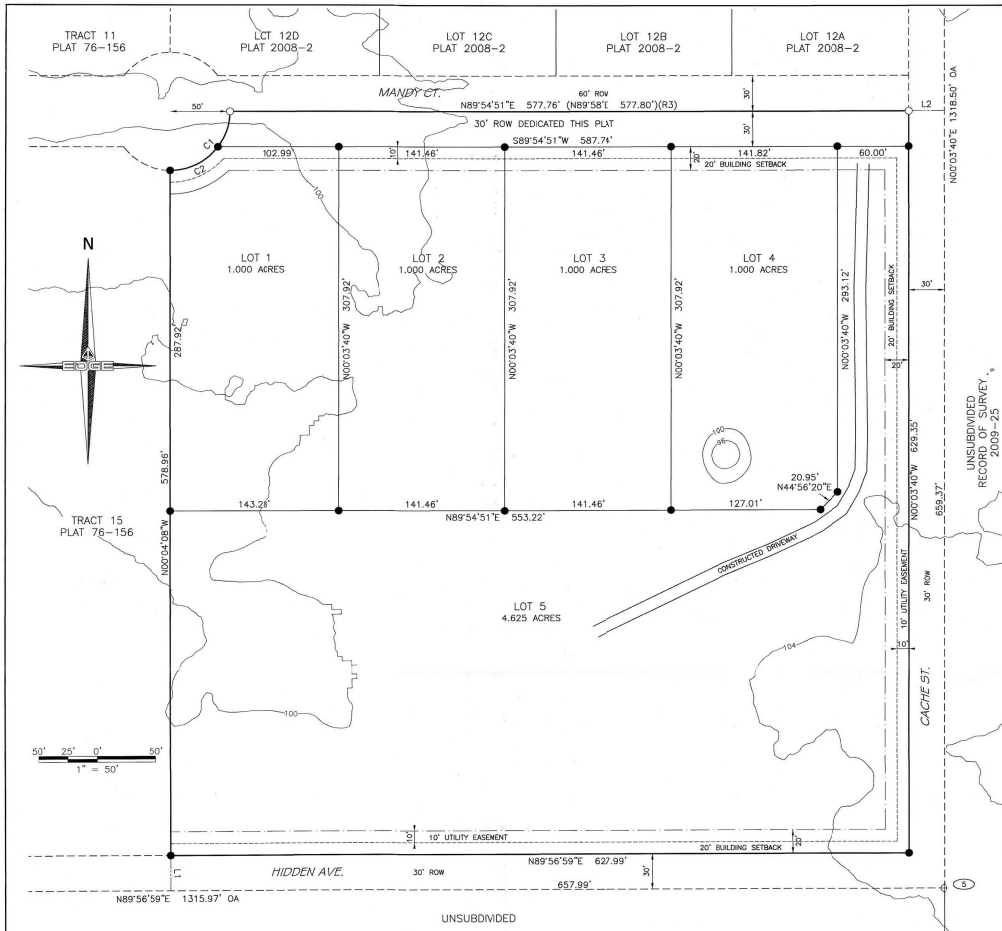 TRACT 11
PLAT 76-156
LOT 12D
PLAT 2008-2
LOT 12C
PLAT 2008-2
LOT 12B
PLAT 2008-2
LOT 12A
PLAT 2008-2
MANDY CT.
60' ROW
N89°54'51"E 577.76' (N89°58'E 577.80')(R3)
30' ROW DEDICATED THIS PLAT
S89°54'51"W 587.74'
50'
30'
30'
L2
N00°03'40"E 1318.50' OA
C1
C2
102.99'
10'
141.46'
141.46'
20'
141.82'
60.00'
20' BUILDING SETBACK
100
N
EDGE
LOT 1
1.000 ACRES
LOT 2
1.000 ACRES
LOT 3
1.000 ACRES
LOT 4
1.000 ACRES
287.92'
N00°03'40"W 307.92'
N00°03'40"W 307.92'
N00°03'40"W 307.92'
N00°03'40"W 293.12'
20' BUILDING SETBACK
20'
30'
UNSUBDIVIDED
RECORD OF SURVEY
2009-25
100
96
20.95'
N44°56'20"E
578.96'
N00°04'08"W
143.28'
141.46'
141.46'
127.01'
N89°54'51"E 553.22'
N00°03'40"W 629.35'
659.37'
TRACT 15
PLAT 76-156
CONSTRUCTED DRIVEWAY
LOT 5
4.625 ACRES
10' UTILITY EASEMENT
10'
30' ROW
CACHE ST.
104
100
50' 25' 0' 50'
1" = 50'
10'
10' UTILITY EASEMENT
20' BUILDING SETBACK
20'
N89°56'59"E 627.99'
L1
HIDDEN AVE.
30' ROW
30'
657.99'
5
N89°56'59"E 1315.97' OA
UNSUBDIVIDED